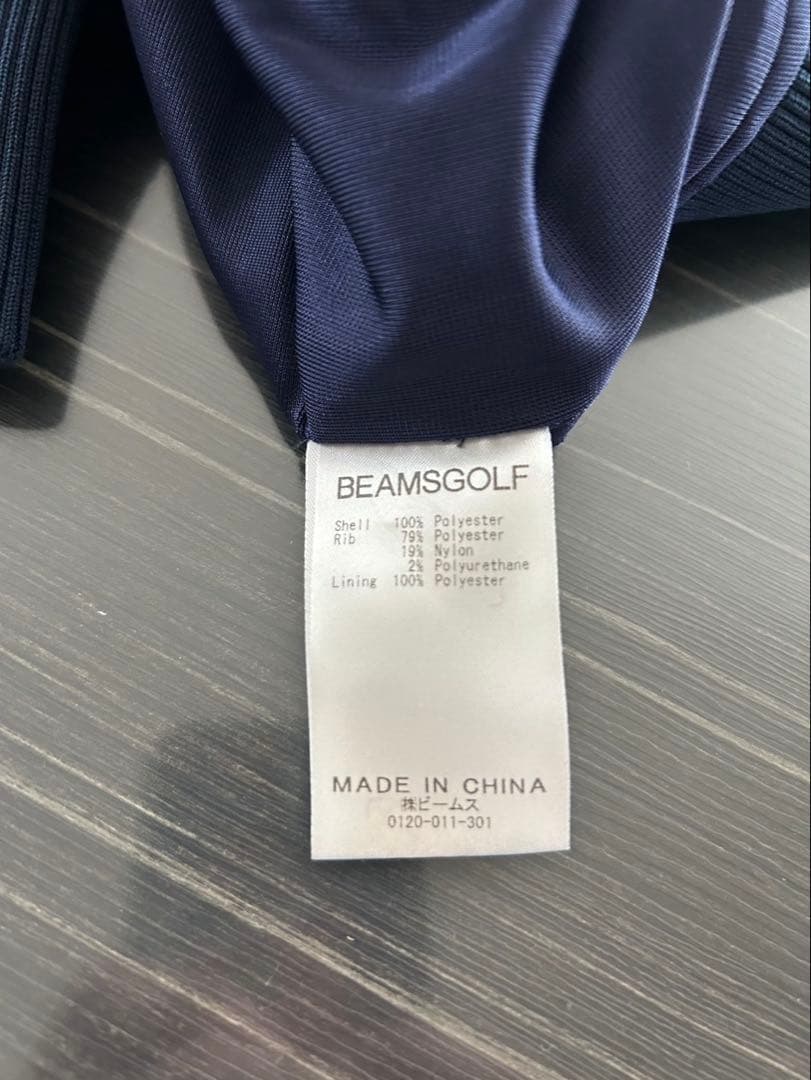 BEAMSGOLF
Shell 100% Polyester
Rib 79% Polyester
19% Nylon
2% Polyurethane
Lining 100% Polyester
MADE IN CHINA
㈱ビームス
0120-011-301